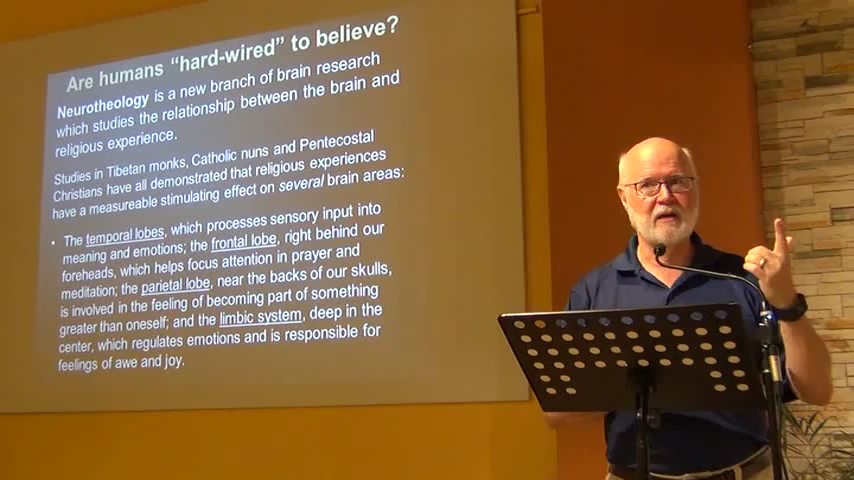 Are humans “hard-wired” to believe?
Neurotheology is a new branch of brain research
which studies the relationship between the brain and
religious experience.
Studies in Tibetan monks, Catholic nuns and Pentecostal
Christians have all demonstrated that religious experiences
have a measureable stimulating effect on several brain areas:
• The temporal lobes, which processes sensory input into
meaning and emotions; the frontal lobe, right behind our
foreheads, which helps focus attention in prayer and
meditation; the parietal lobe, near the backs of our skulls,
is involved in the feeling of becoming part of something
greater than oneself; and the limbic system, deep in the
center, which regulates emotions and is responsible for
feelings of awe and joy.